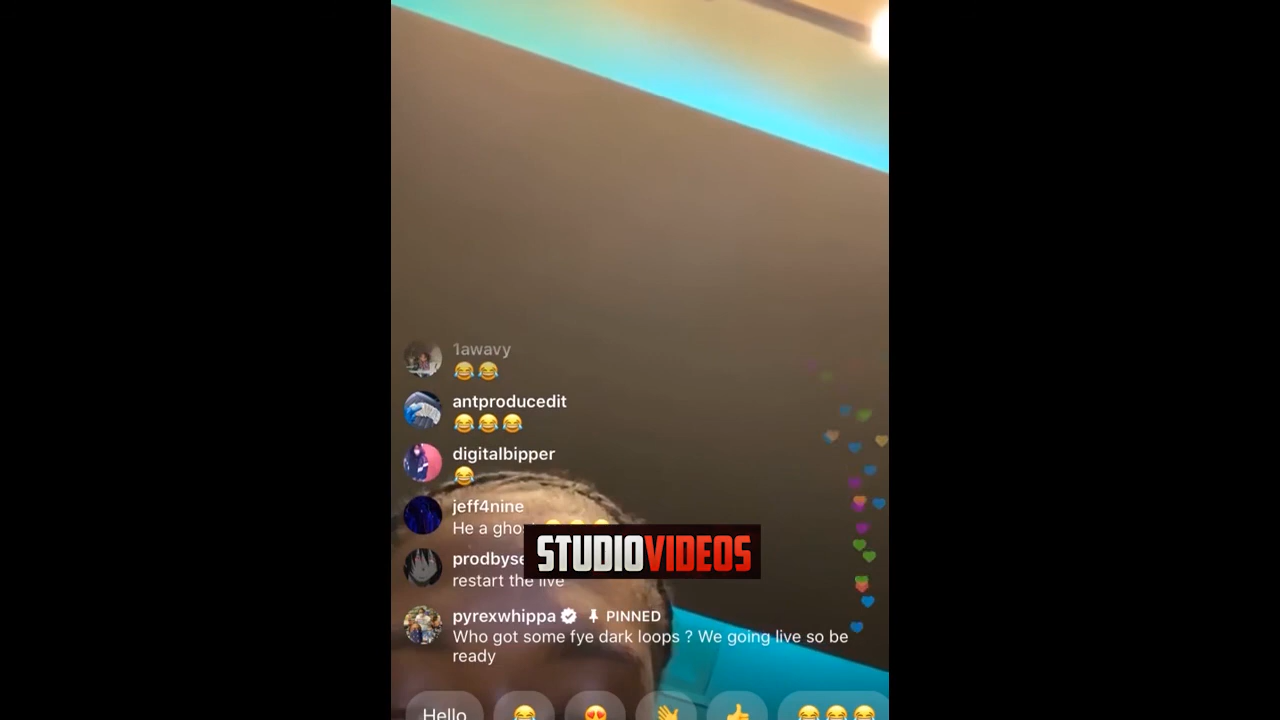 1awavy
😂😂
antproducedit
😂😂😂
digitalbipper
😂
jeff4nine
He a
prodbyse
restart the live
STUDIOVIDEOS
pyrexwhippa PINNED
Who got some fye dark loops ? We going live so be
ready
Hello